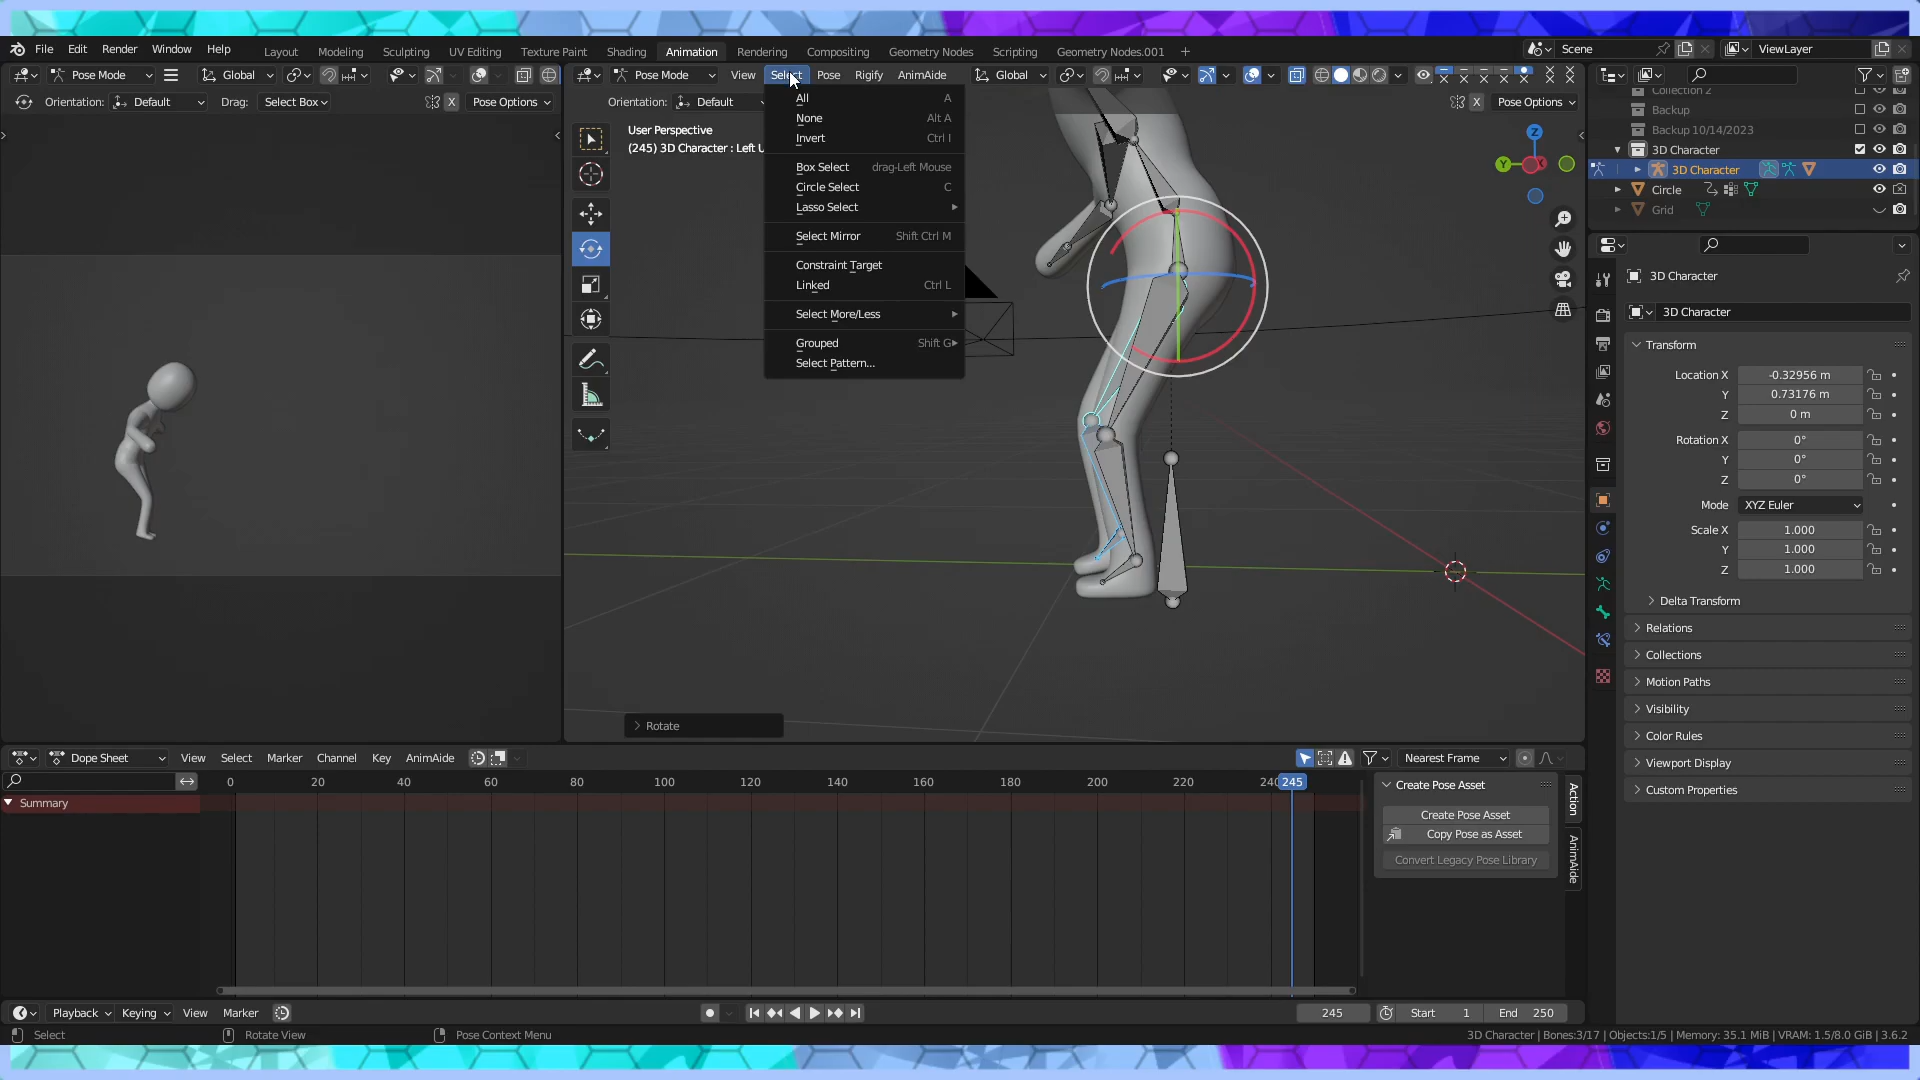 File Edit Render Window Help Layout Modeling Sculpting UV Editing Texture Paint Shading Animation Rendering Compositing Geometry Nodes Scripting Geometry Nodes.001 + Scene ViewLayer
Pose Mode Global Pose Mode View Select Pose Rigify AnimAide Global
Orientation: Default Drag: Select Box X Pose Options Orientation: Default X Pose Options
Collection 2
Backup
Backup 10/14/2023
3D Character
3D Character
Circle
Grid
User Perspective
(245) 3D Character : Left U
All A
None Alt A
Invert Ctrl I
Box Select drag-Left Mouse
Circle Select C
Lasso Select
Select Mirror Shift Ctrl M
Constraint Target
Linked Ctrl L
Select More/Less
Grouped Shift G
Select Pattern...
Z
Y
X
Rotate
3D Character
3D Character
Transform
Location X -0.32956 m
Y 0.73176 m
Z 0 m
Rotation X 0°
Y 0°
Z 0°
Mode XYZ Euler
Scale X 1.000
Y 1.000
Z 1.000
Delta Transform
Relations
Collections
Motion Paths
Visibility
Color Rules
Viewport Display
Custom Properties
Dope Sheet View Select Marker Channel Key AnimAide Nearest Frame
0 20 40 60 80 100 120 140 160 180 200 220 240 245
Summary
Create Pose Asset
Create Pose Asset
Copy Pose as Asset
Convert Legacy Pose Library
Action
AnimAide
Playback Keying View Marker 245 Start 1 End 250
Select Rotate View Pose Context Menu 3D Character | Bones:3/17 | Objects:1/5 | Memory: 35.1 MiB | VRAM: 1.5/8.0 GiB | 3.6.2